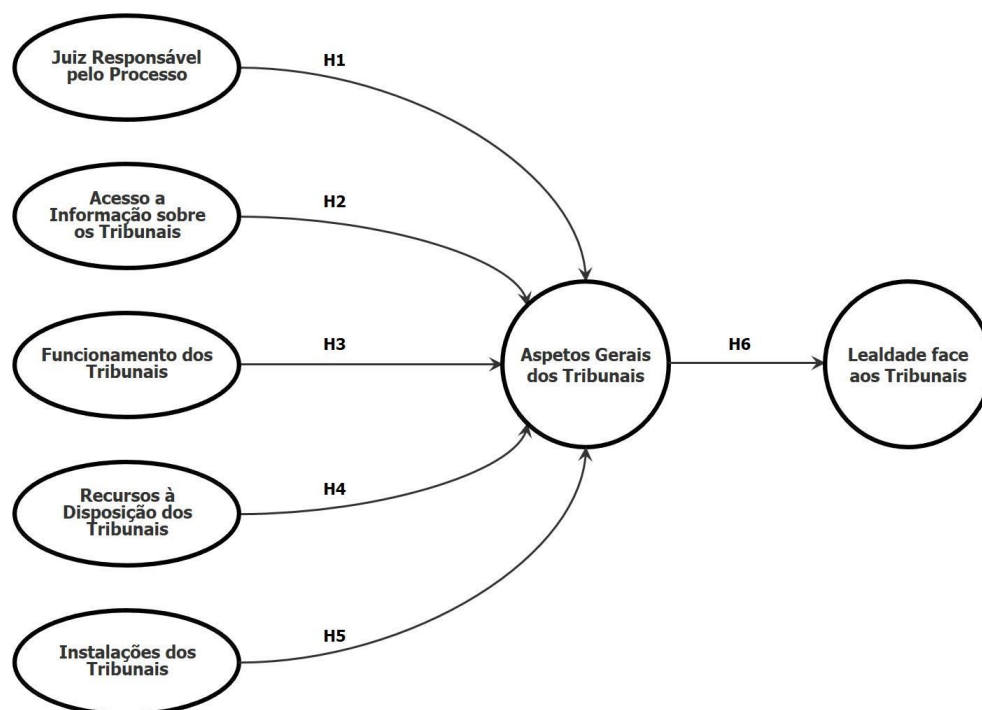 Juiz Responsável
pelo Processo
H1
Acesso a
Informação sobre
os Tribunais
H2
Funcionamento dos
Tribunais
H3
Aspetos Gerais
dos Tribunais
H6
Lealdade face
aos Tribunais
Recursos à
Disposição dos
Tribunais
H4
Instalações dos
Tribunais
H5